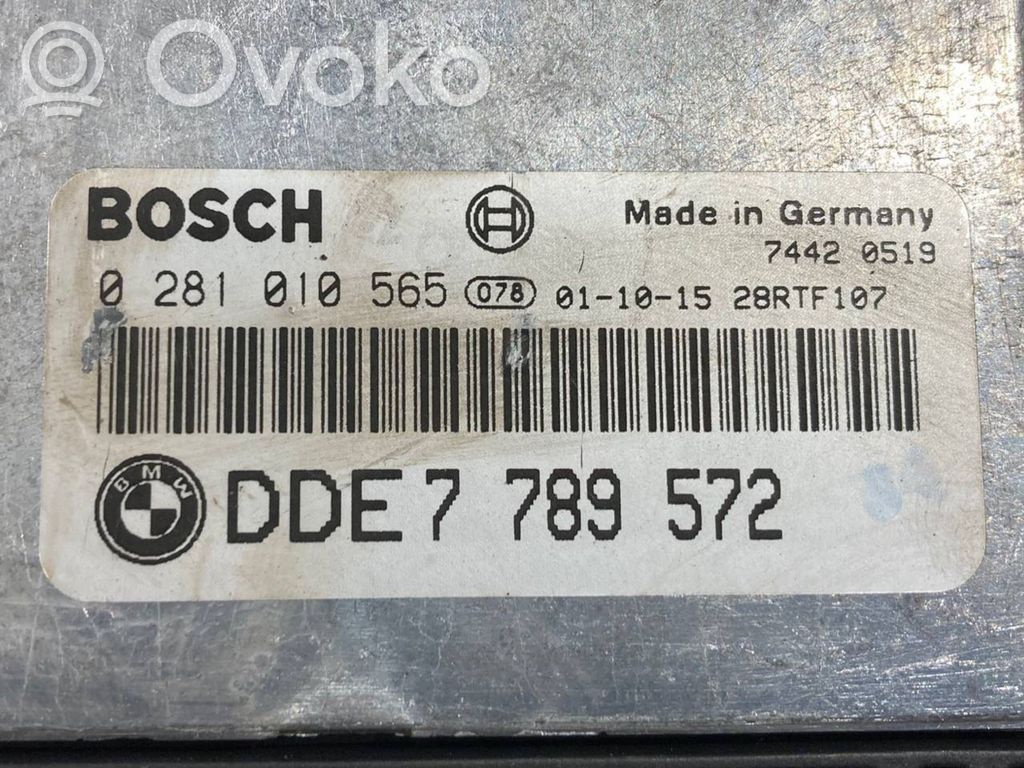 Ovoko
BOSCH
Made in Germany
7442 0519
0 281 010 565 078 01-10-15 28RTF107
BMW DDE7 789 572